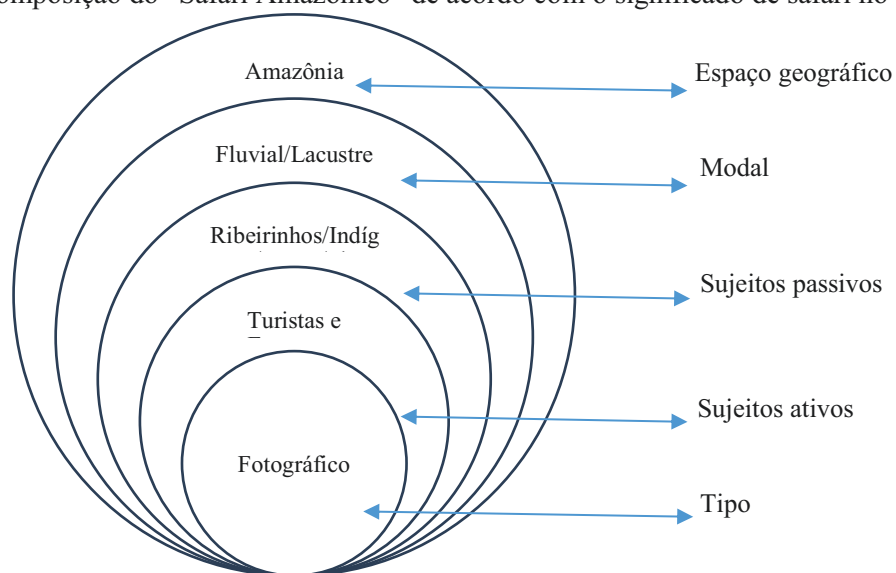 omposição do "Safari Amazônico" de acordo com o significado de safari no
Amazônia
Espaço geográfico
Fluvial/Lacustre
Modal
Ribeirinhos/Indíg
Sujeitos passivos
Turistas e
Sujeitos ativos
Fotográfico
Tipo